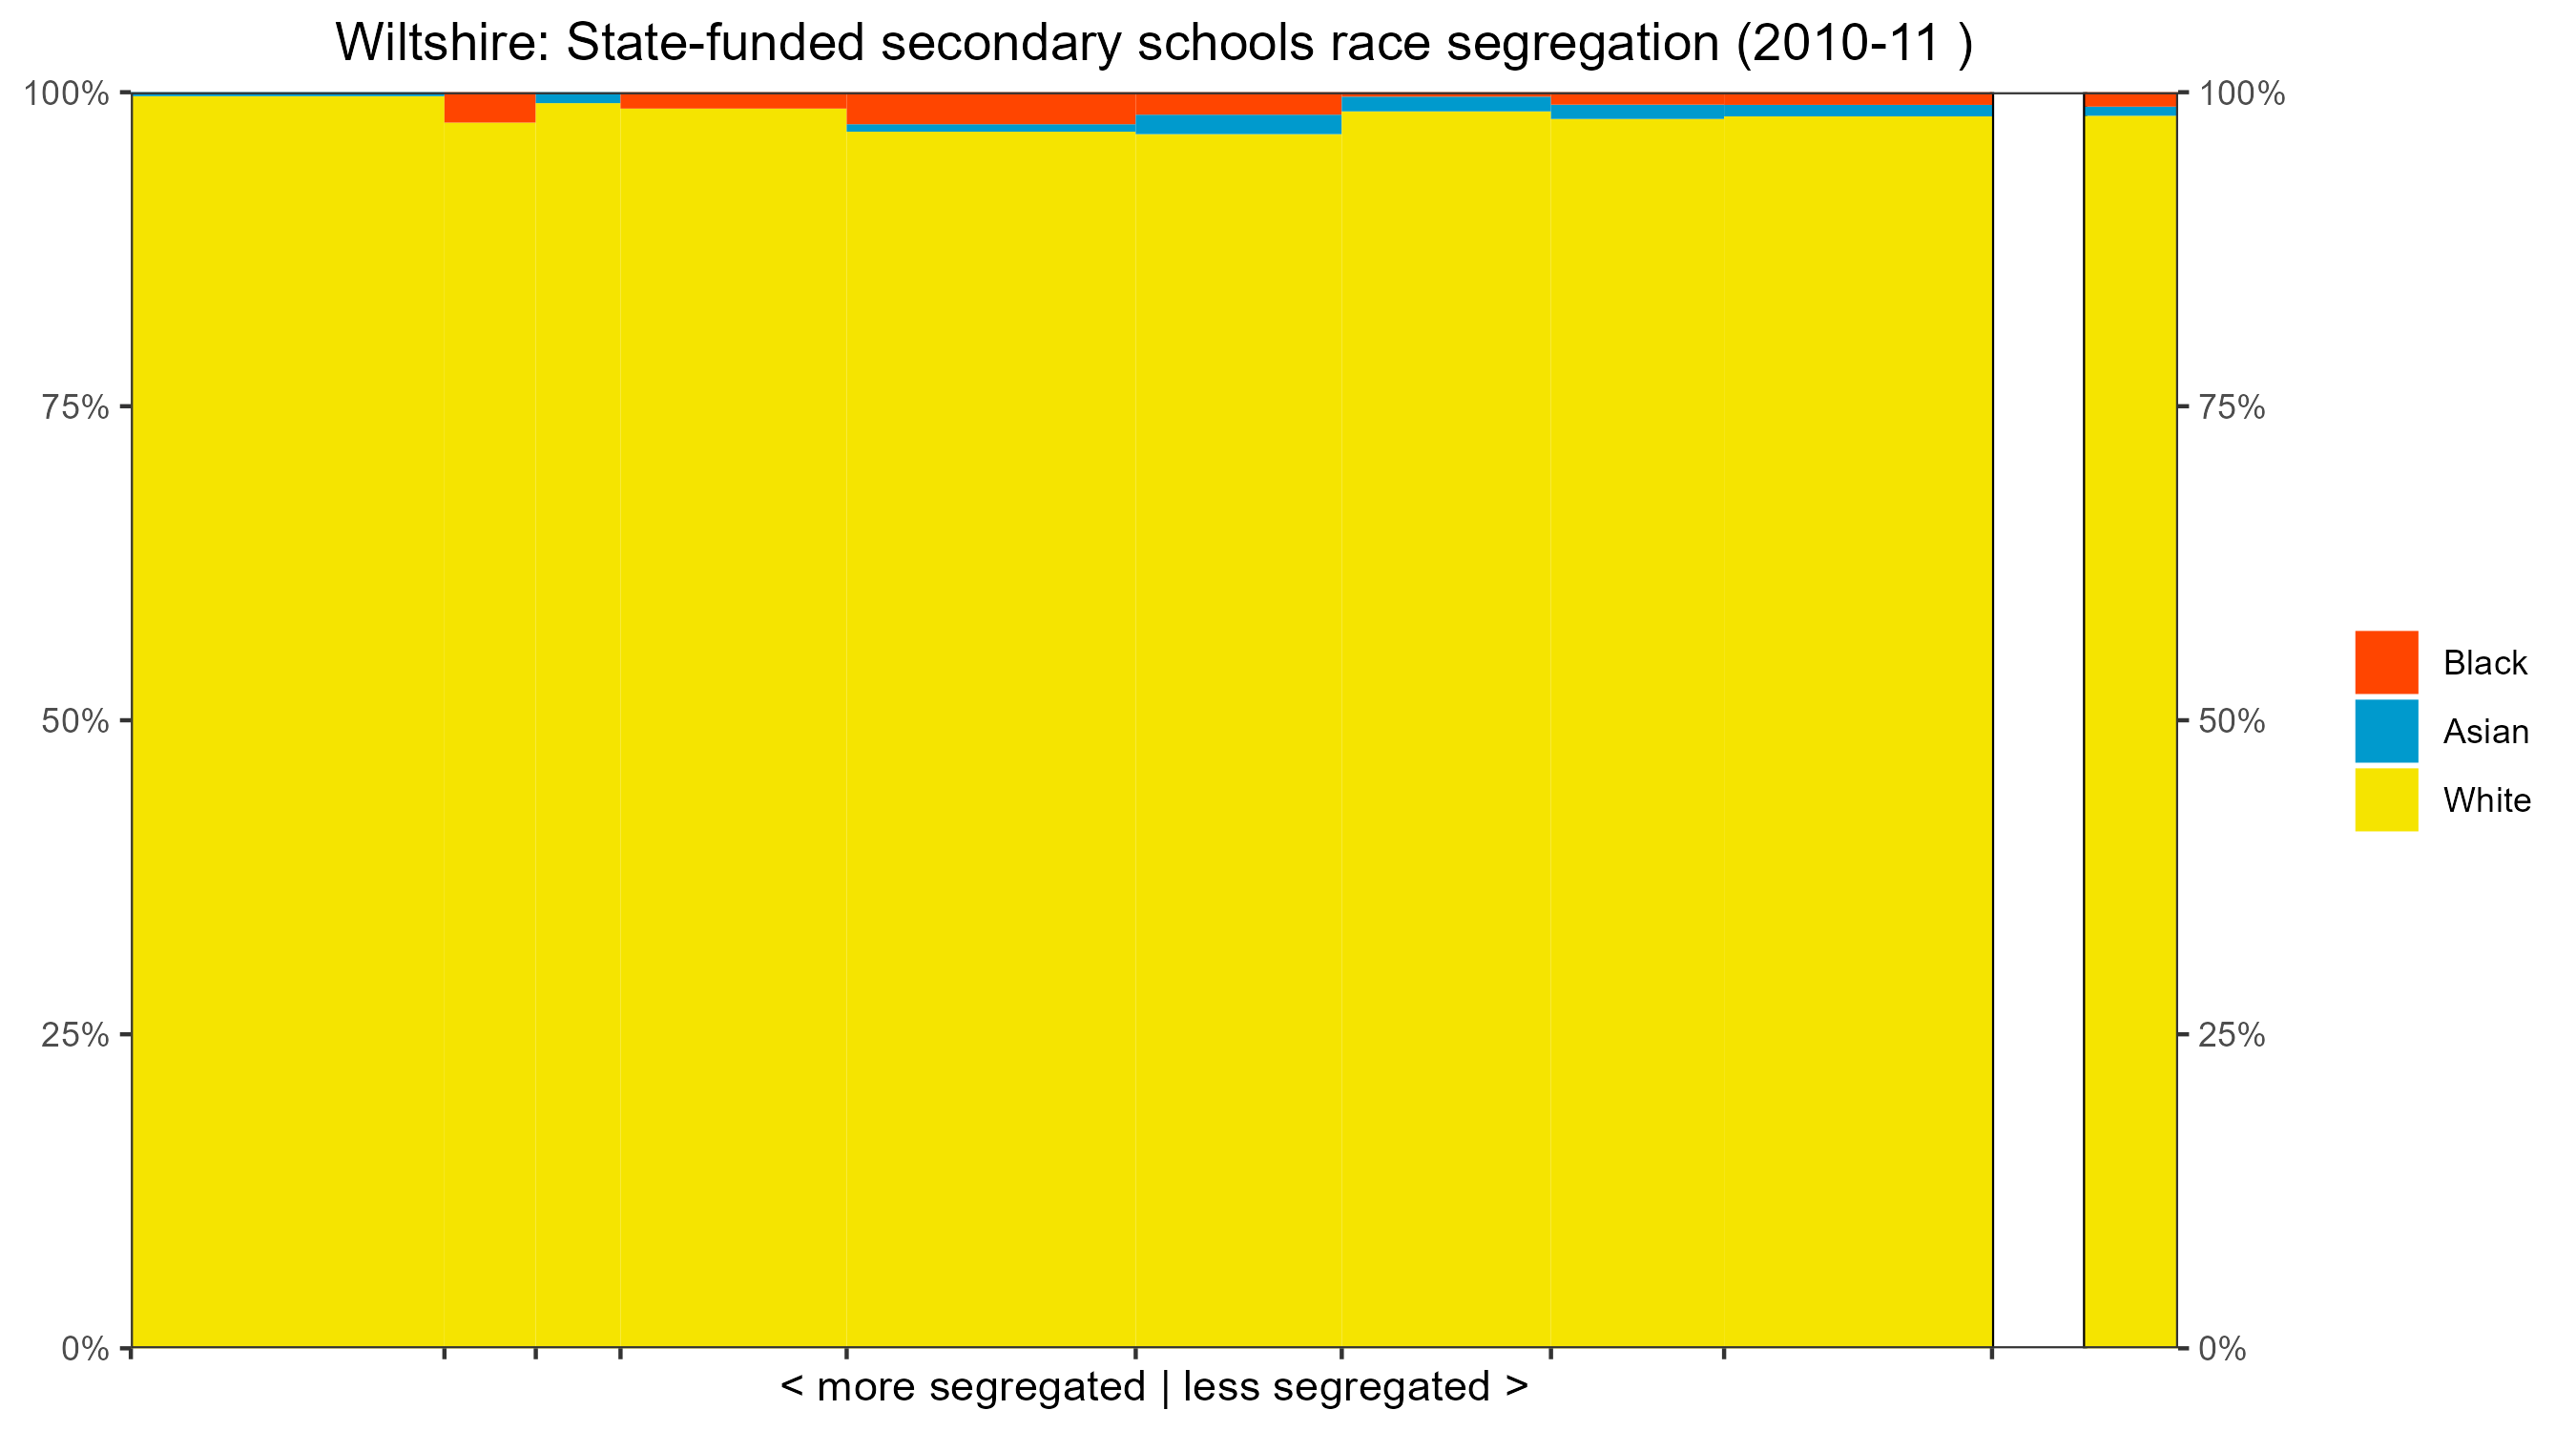 Wiltshire: State-funded secondary schools race segregation (2010-11 )
100%
75%
50%
25%
0%
100%
75%
50%
25%
0%
Black
Asian
White
< more segregated | less segregated >